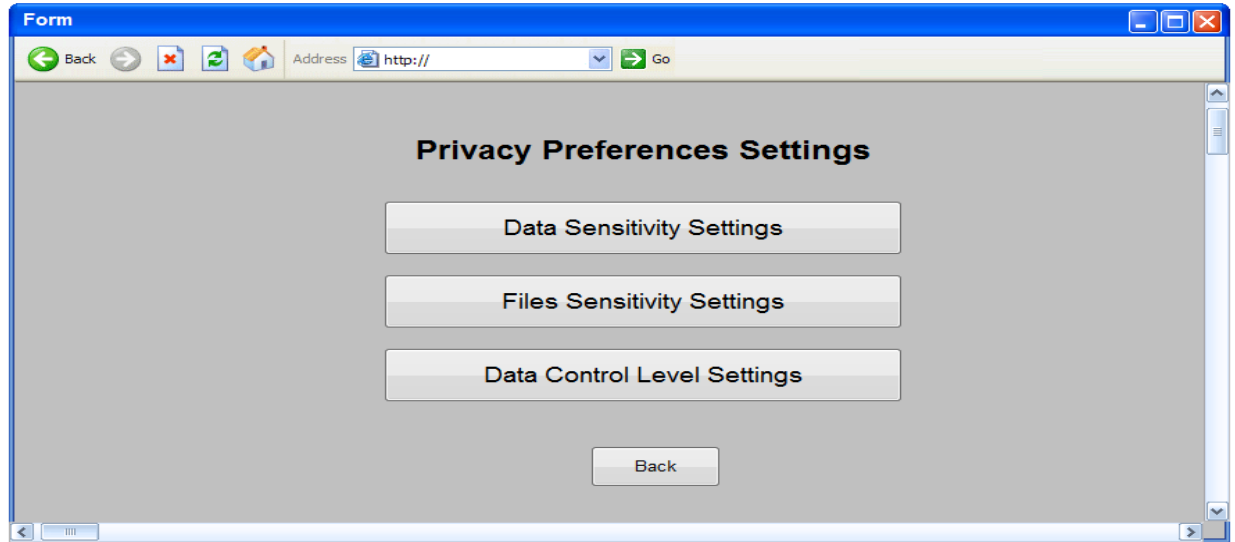 Form
Back Address http:// Go
Privacy Preferences Settings
Data Sensitivity Settings
Files Sensitivity Settings
Data Control Level Settings
Back